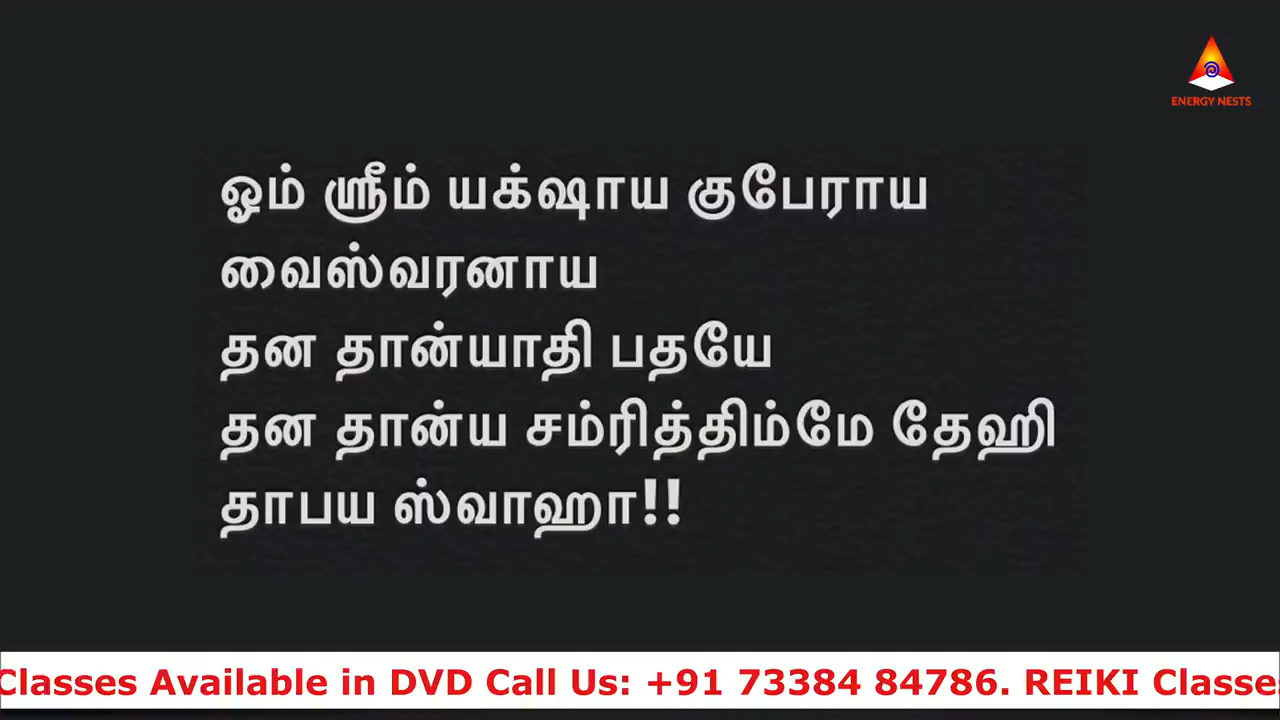 ENERGY NESTS
ஓம் ஸ்ரீம் யக்ஷாய குபேராய
வைஸ்வரனாய
தன தான்யாதி பதயே
தன தான்ய சம்ரித்திம்மே தேஹி
தாபய ஸ்வாஹா!!
Classes Available in DVD Call Us: +91 73384 84786. REIKI Classe